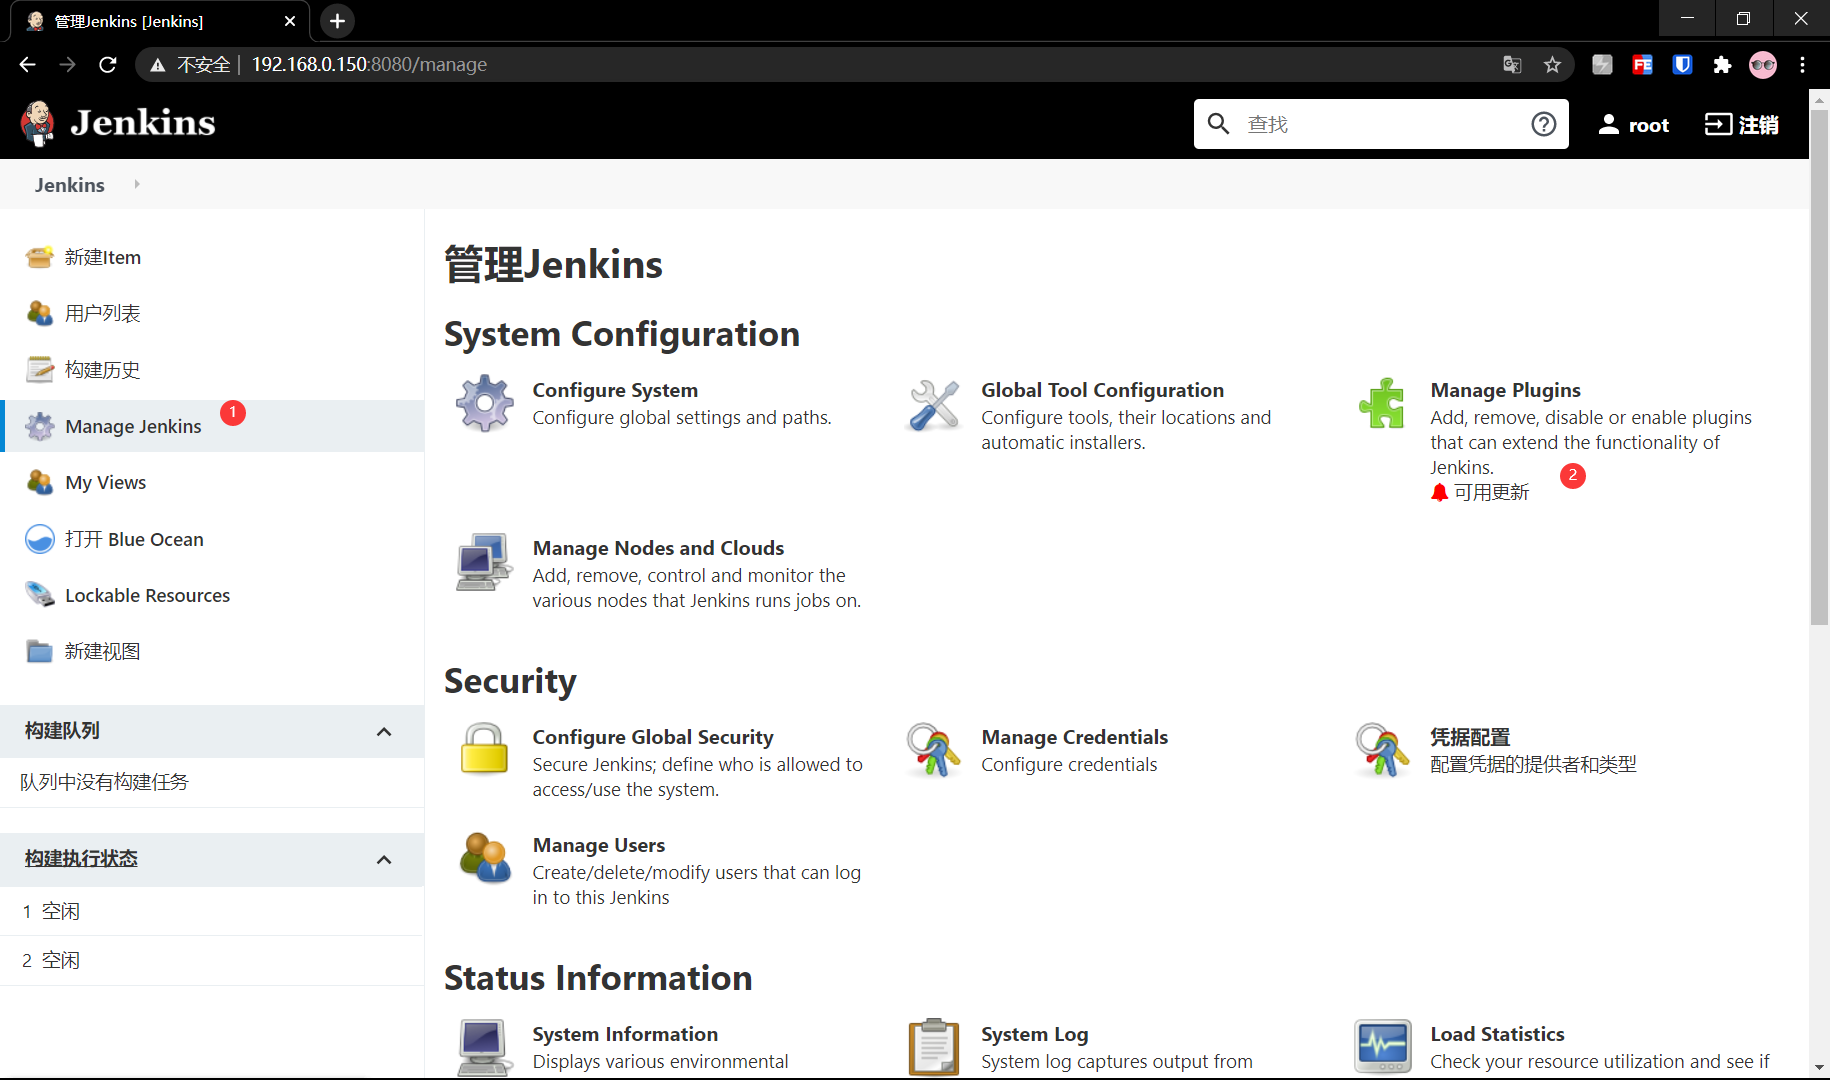 管理Jenkins [Jenkins]
不安全 | 192.168.0.150:8080/manage
FE
Jenkins
查找
root
注销
Jenkins
新建Item
用户列表
构建历史
Manage Jenkins
1
My Views
打开 Blue Ocean
Lockable Resources
新建视图
构建队列
队列中没有构建任务
构建执行状态
1 空闲
2 空闲
管理Jenkins
System Configuration
Configure System
Configure global settings and paths.
Global Tool Configuration
Configure tools, their locations and
automatic installers.
Manage Plugins
Add, remove, disable or enable plugins
that can extend the functionality of
Jenkins.
可用更新
2
Manage Nodes and Clouds
Add, remove, control and monitor the
various nodes that Jenkins runs jobs on.
Security
Configure Global Security
Secure Jenkins; define who is allowed to
access/use the system.
Manage Credentials
Configure credentials
凭据配置
配置凭据的提供者和类型
Manage Users
Create/delete/modify users that can log
in to this Jenkins
Status Information
System Information
Displays various environmental
System Log
System log captures output from
Load Statistics
Check your resource utilization and see if